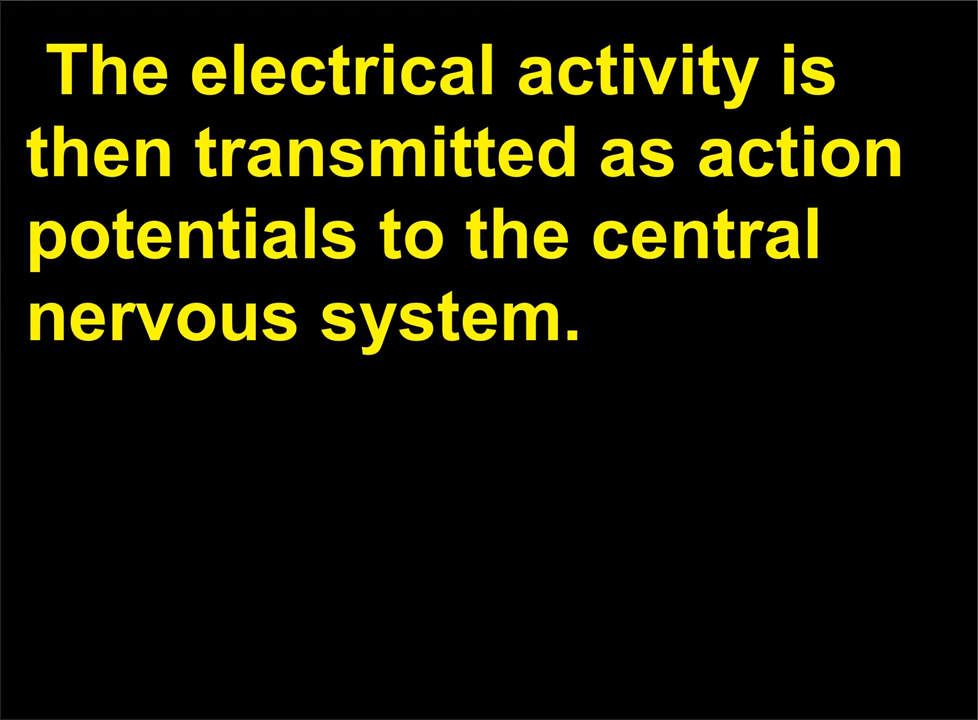 The electrical activity is
then transmitted as action
potentials to the central
nervous system.